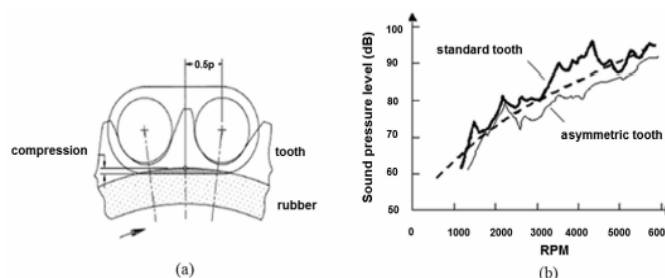 0.5p
compression
tooth
rubber
(a)
Sound pressure level (dB)
100
90
80
70
60
50
standard tooth
asymmetric tooth
0
1000
2000
3000
4000
5000
600
RPM
(b)